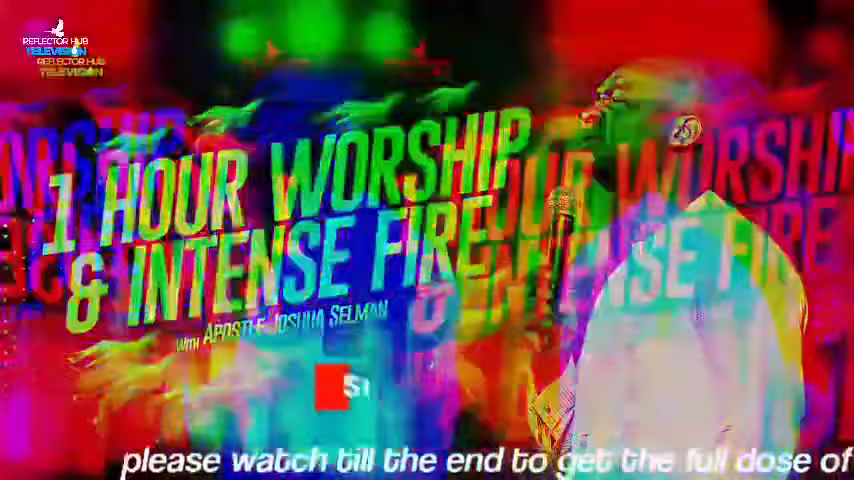 REFLECTOR HUB
TELEVISION
REFLECTOR HUB
TELEVISION
1 HOUR WORSHIP
& INTENSE FIRE
WITH APOSTLE JOSHUA SELMAN
please watch till the end to get the full dose of